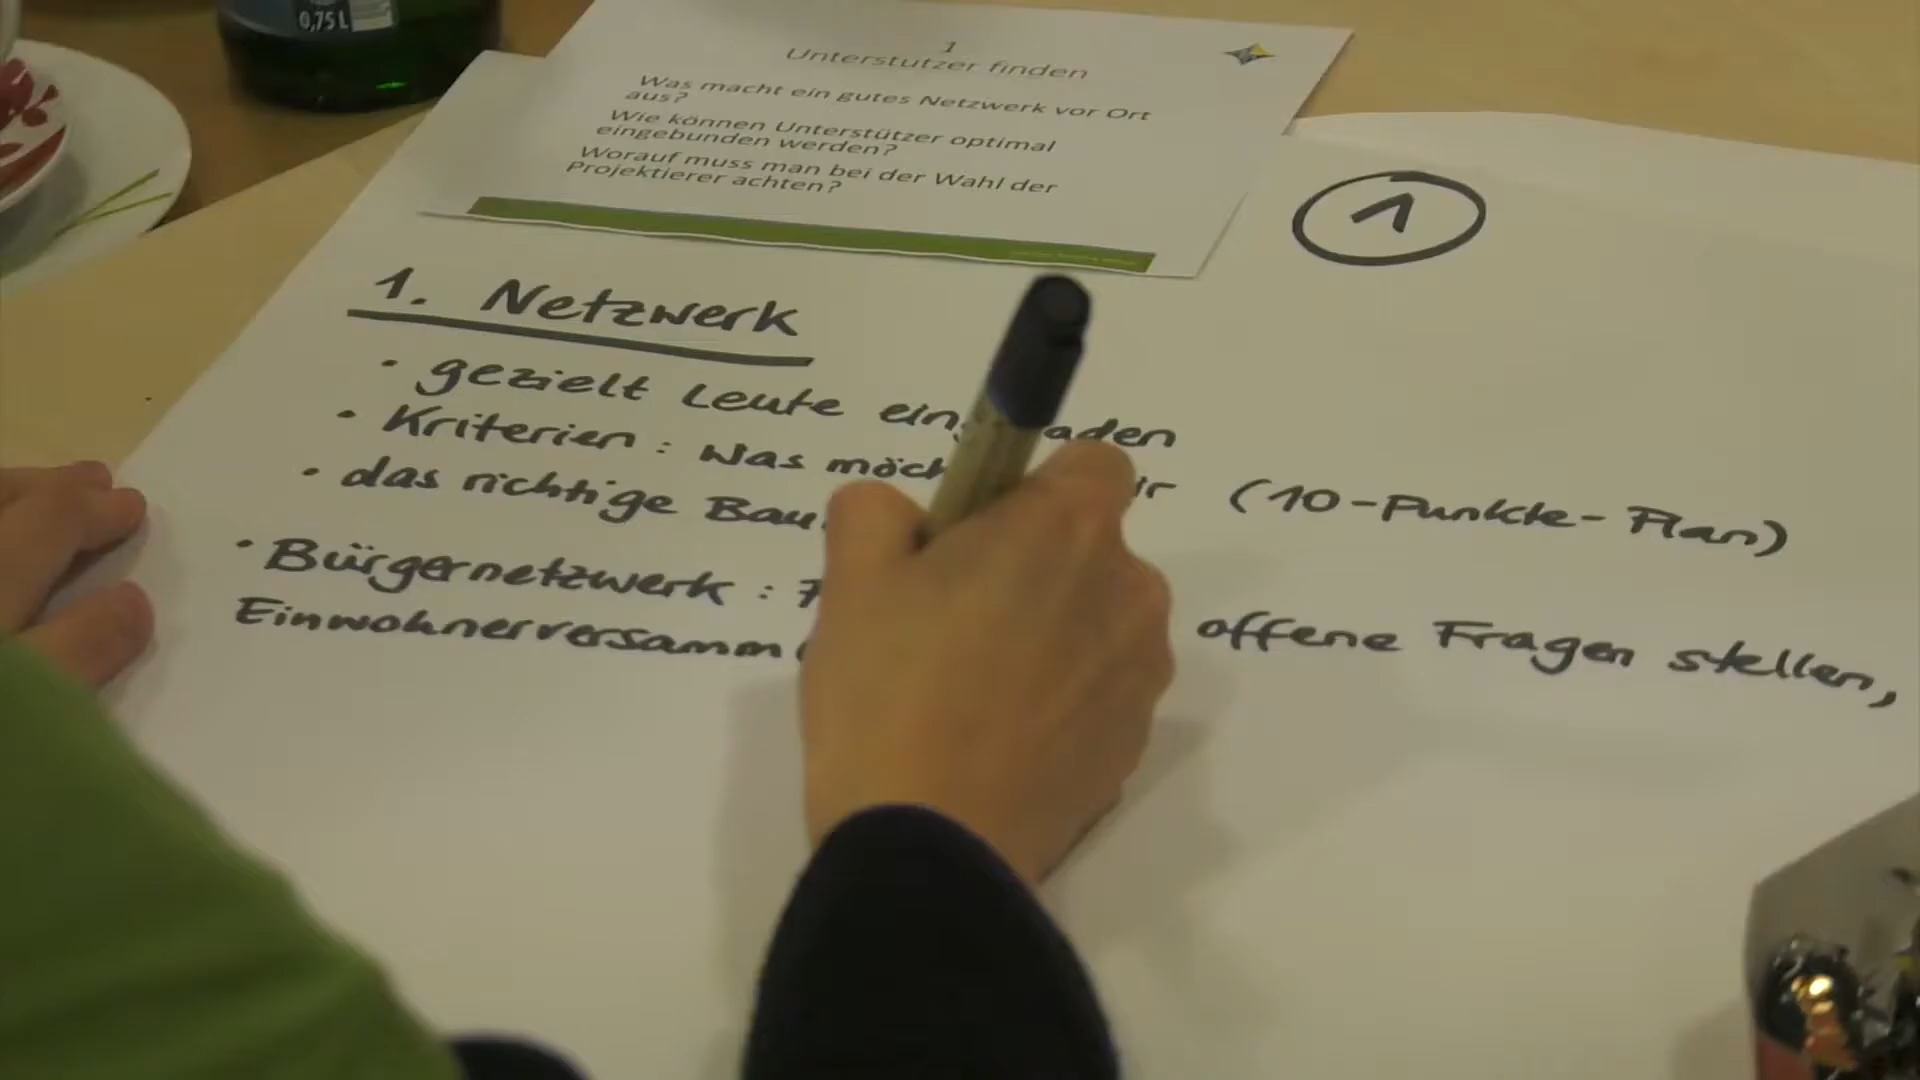 0,75 L
1
Unterstützer finden
Was macht ein gutes Netzwerk vor Ort
aus?
Wie können Unterstützer optimal
eingebunden werden?
Worauf muss man bei der Wahl der
Projektierer achten?
1
1. Netzwerk
· gezielt Leute ein aden
· Kriterien : Was möch ir (10-Punkte-Plan)
· das richtige Bau
· Bürgernetzwerk : offene Fragen stellen,
Einwohnerversamm